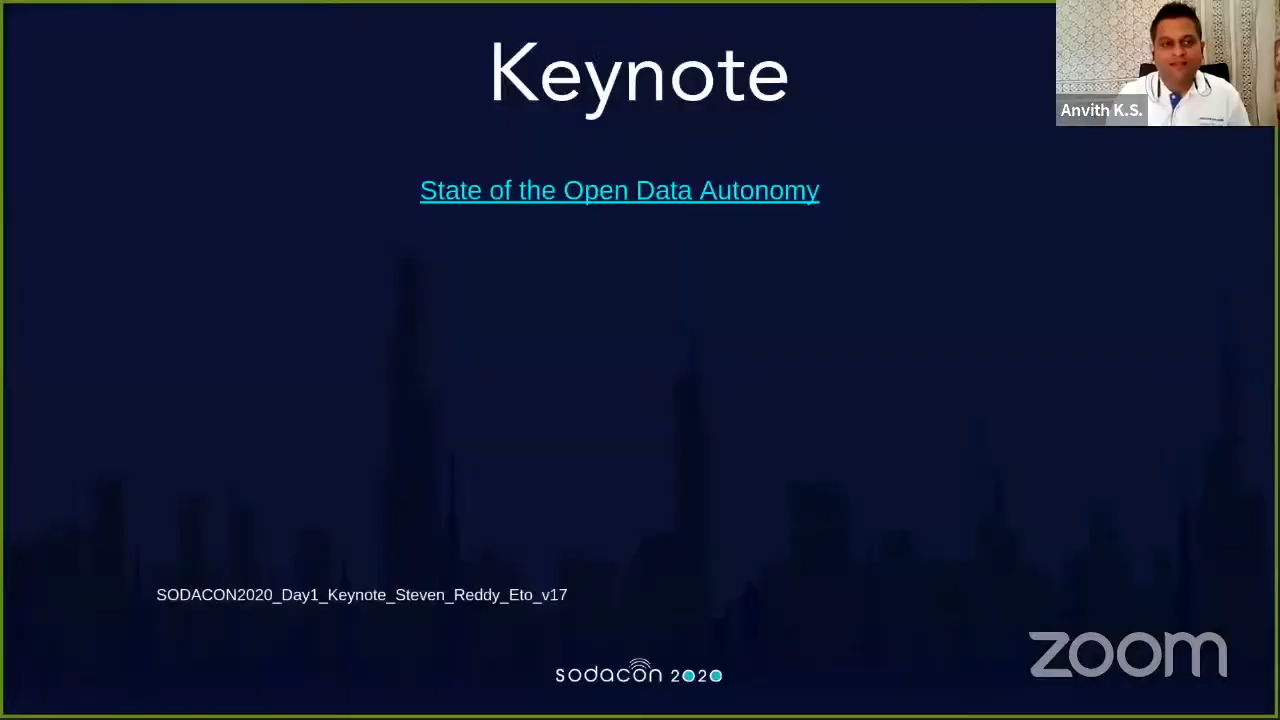 Keynote
Anvith K.S.
State of the Open Data Autonomy
SODACON2020_Day1_Keynote_Steven_Reddy_Eto_v17
zoom
sodacon 2020